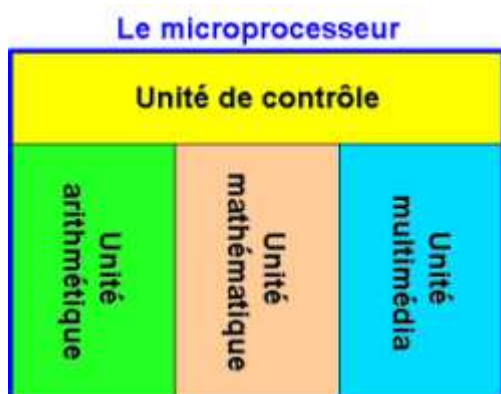 Le microprocesseur
Unité de contrôle
Unité
arithmétique
Unité
mathématique
Unité
multimédia